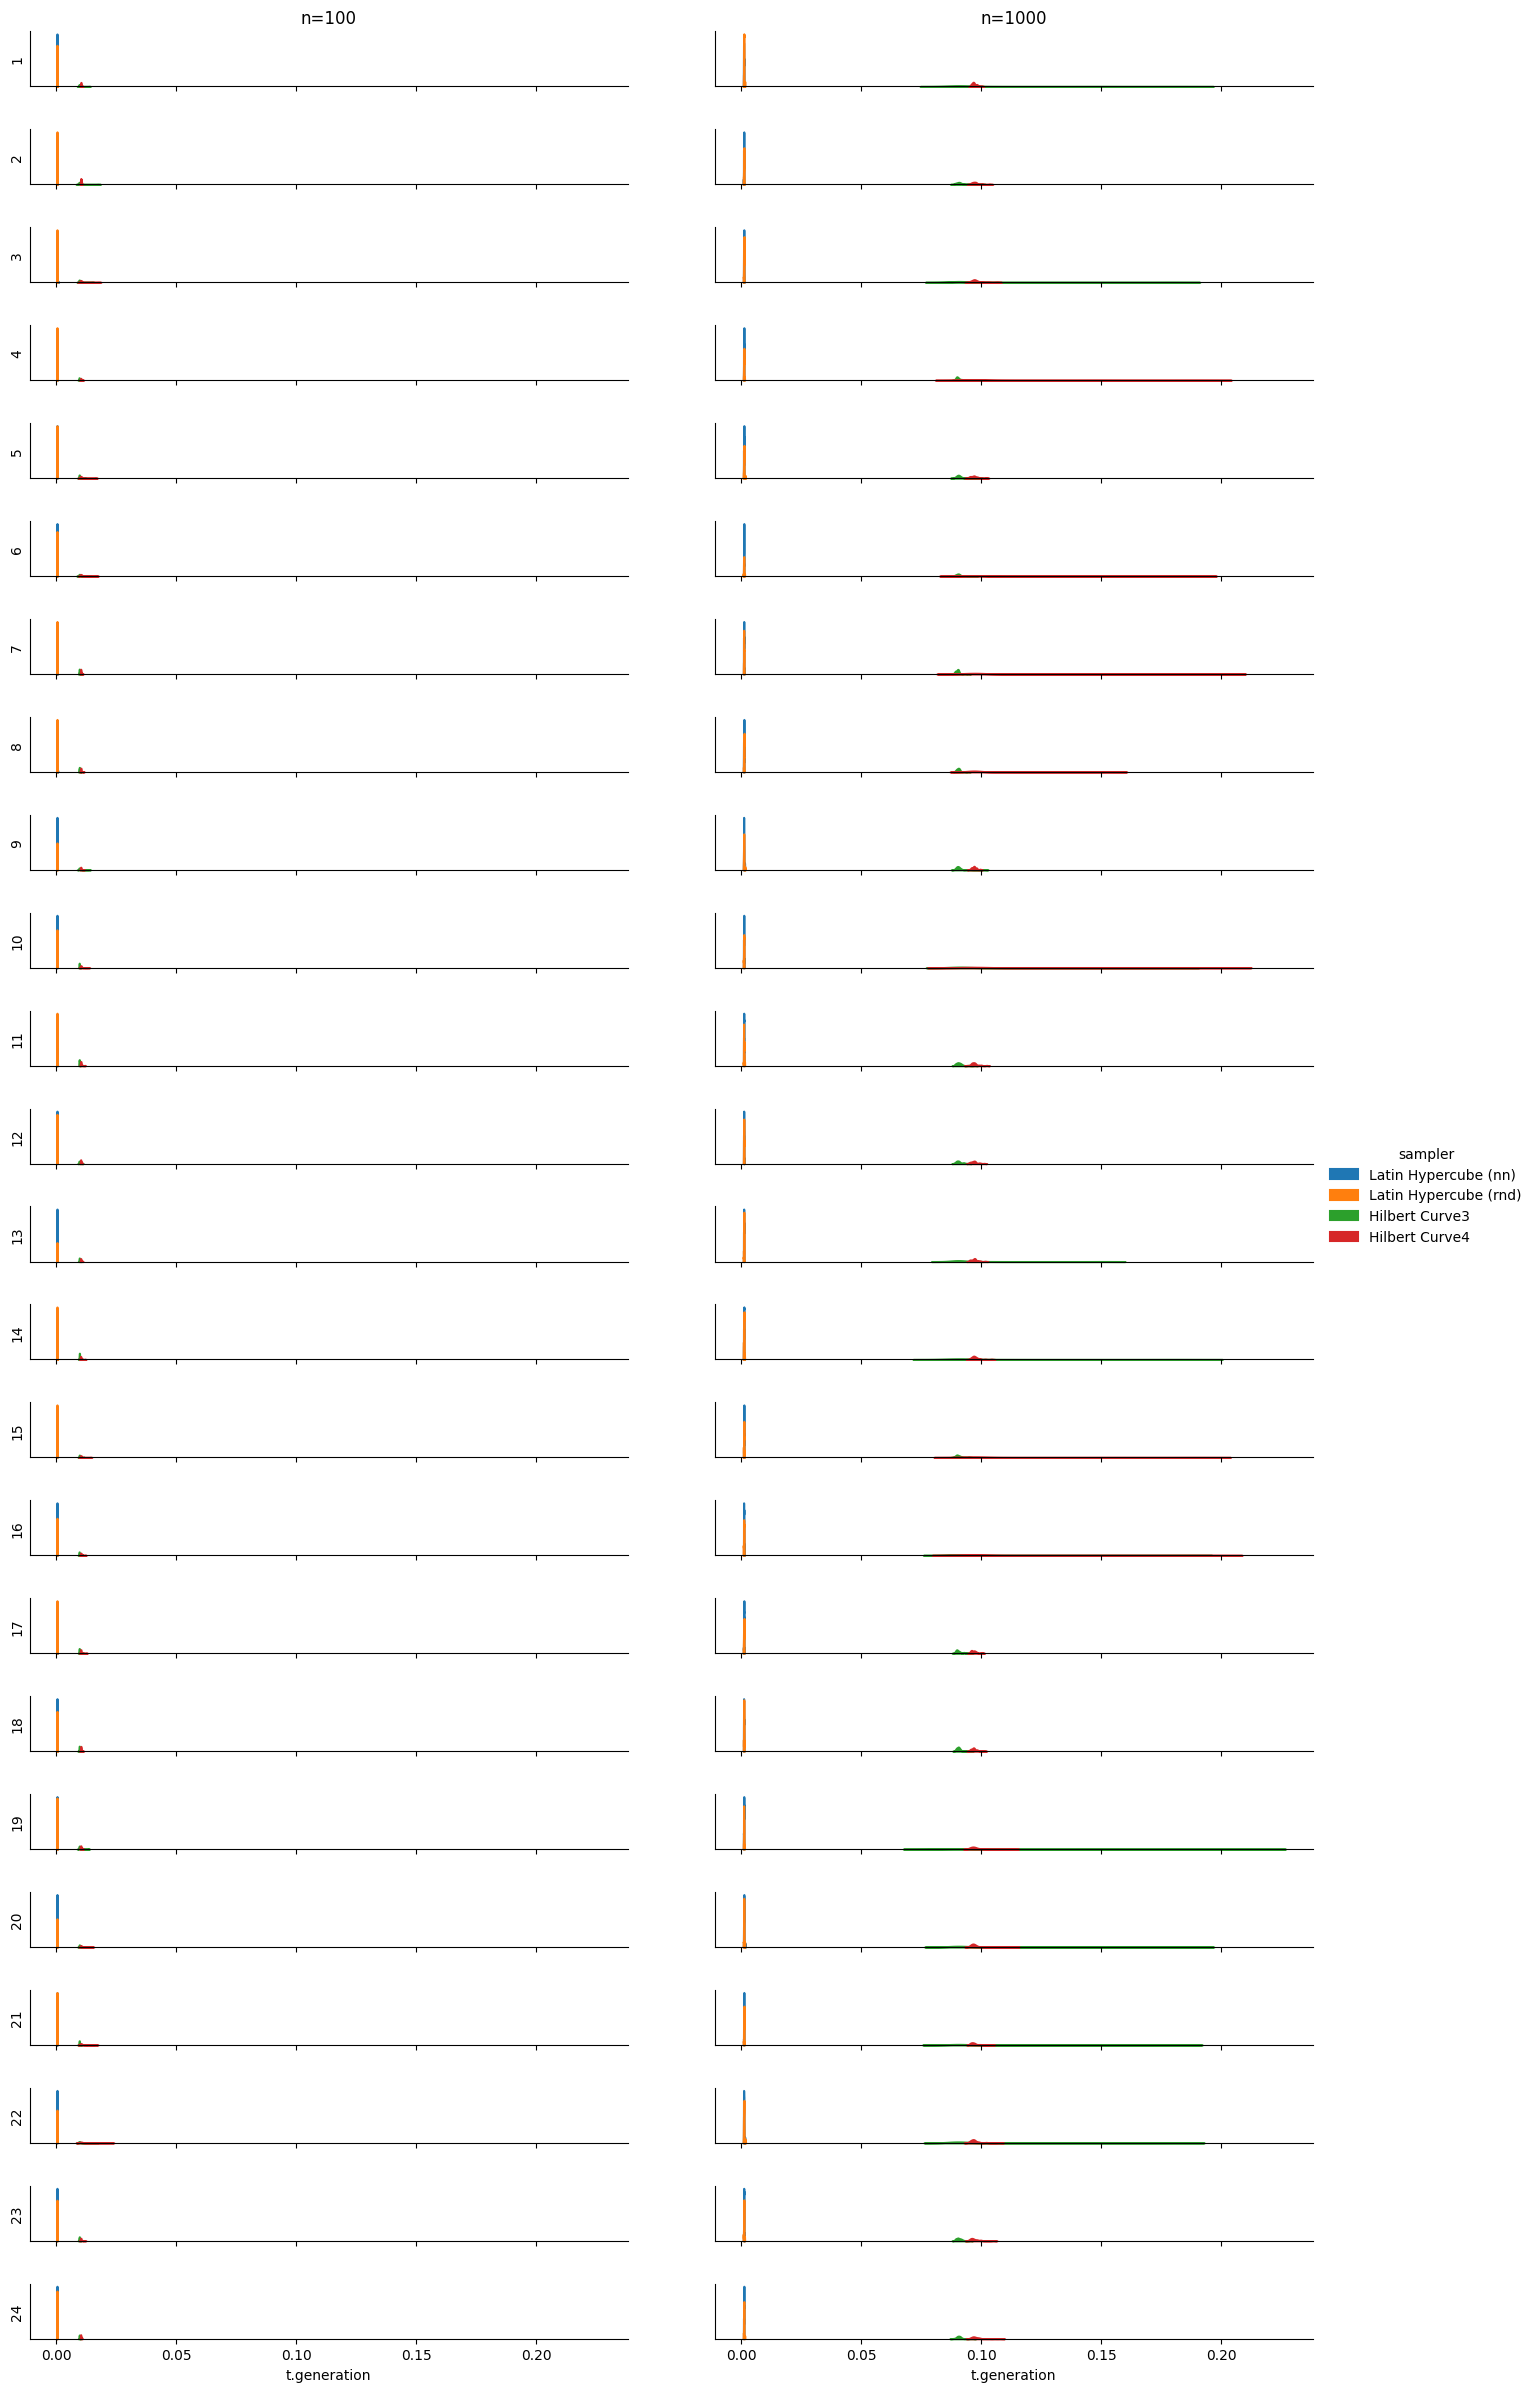 n=100
n=1000
1
2
3
4
5
6
7
8
9
10
11
12
sampler
Latin Hypercube (nn)
Latin Hypercube (rnd)
Hilbert Curve3
Hilbert Curve4
13
14
15
16
17
18
19
20
21
22
23
24
0.00 0.05 0.10 0.15 0.20
t.generation
0.00 0.05 0.10 0.15 0.20
t.generation